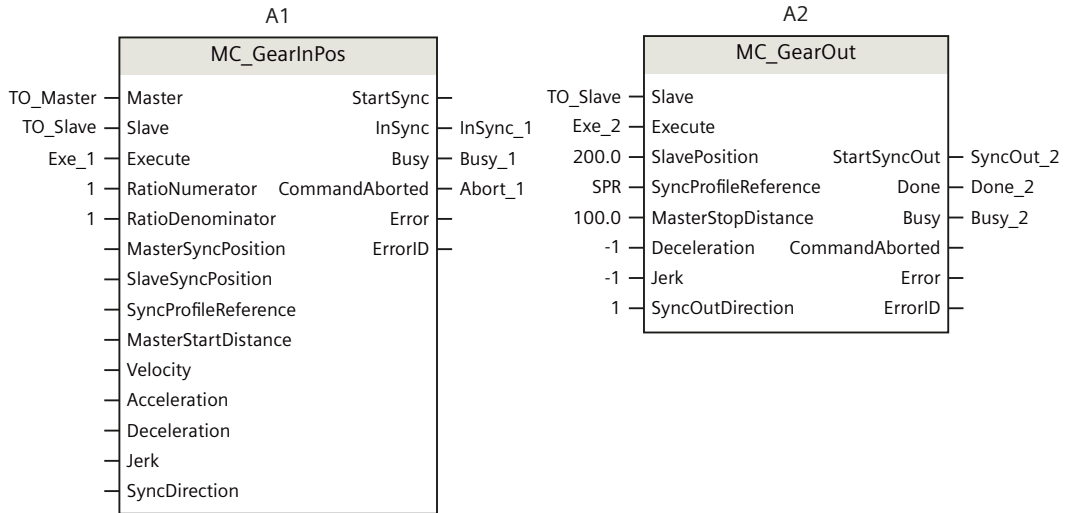 A1
MC_GearInPos
TO_Master Master StartSync
TO_Slave Slave InSync InSync_1
Exe_1 Execute Busy Busy_1
1 RatioNumerator CommandAborted Abort_1
1 RatioDenominator Error
MasterSyncPosition ErrorID
SlaveSyncPosition
SyncProfileReference
MasterStartDistance
Velocity
Acceleration
Deceleration
Jerk
SyncDirection
A2
MC_GearOut
TO_Slave Slave
Exe_2 Execute
200.0 SlavePosition StartSyncOut SyncOut_2
SPR SyncProfileReference Done Done_2
100.0 MasterStopDistance Busy Busy_2
-1 Deceleration CommandAborted
-1 Jerk Error
1 SyncOutDirection ErrorID